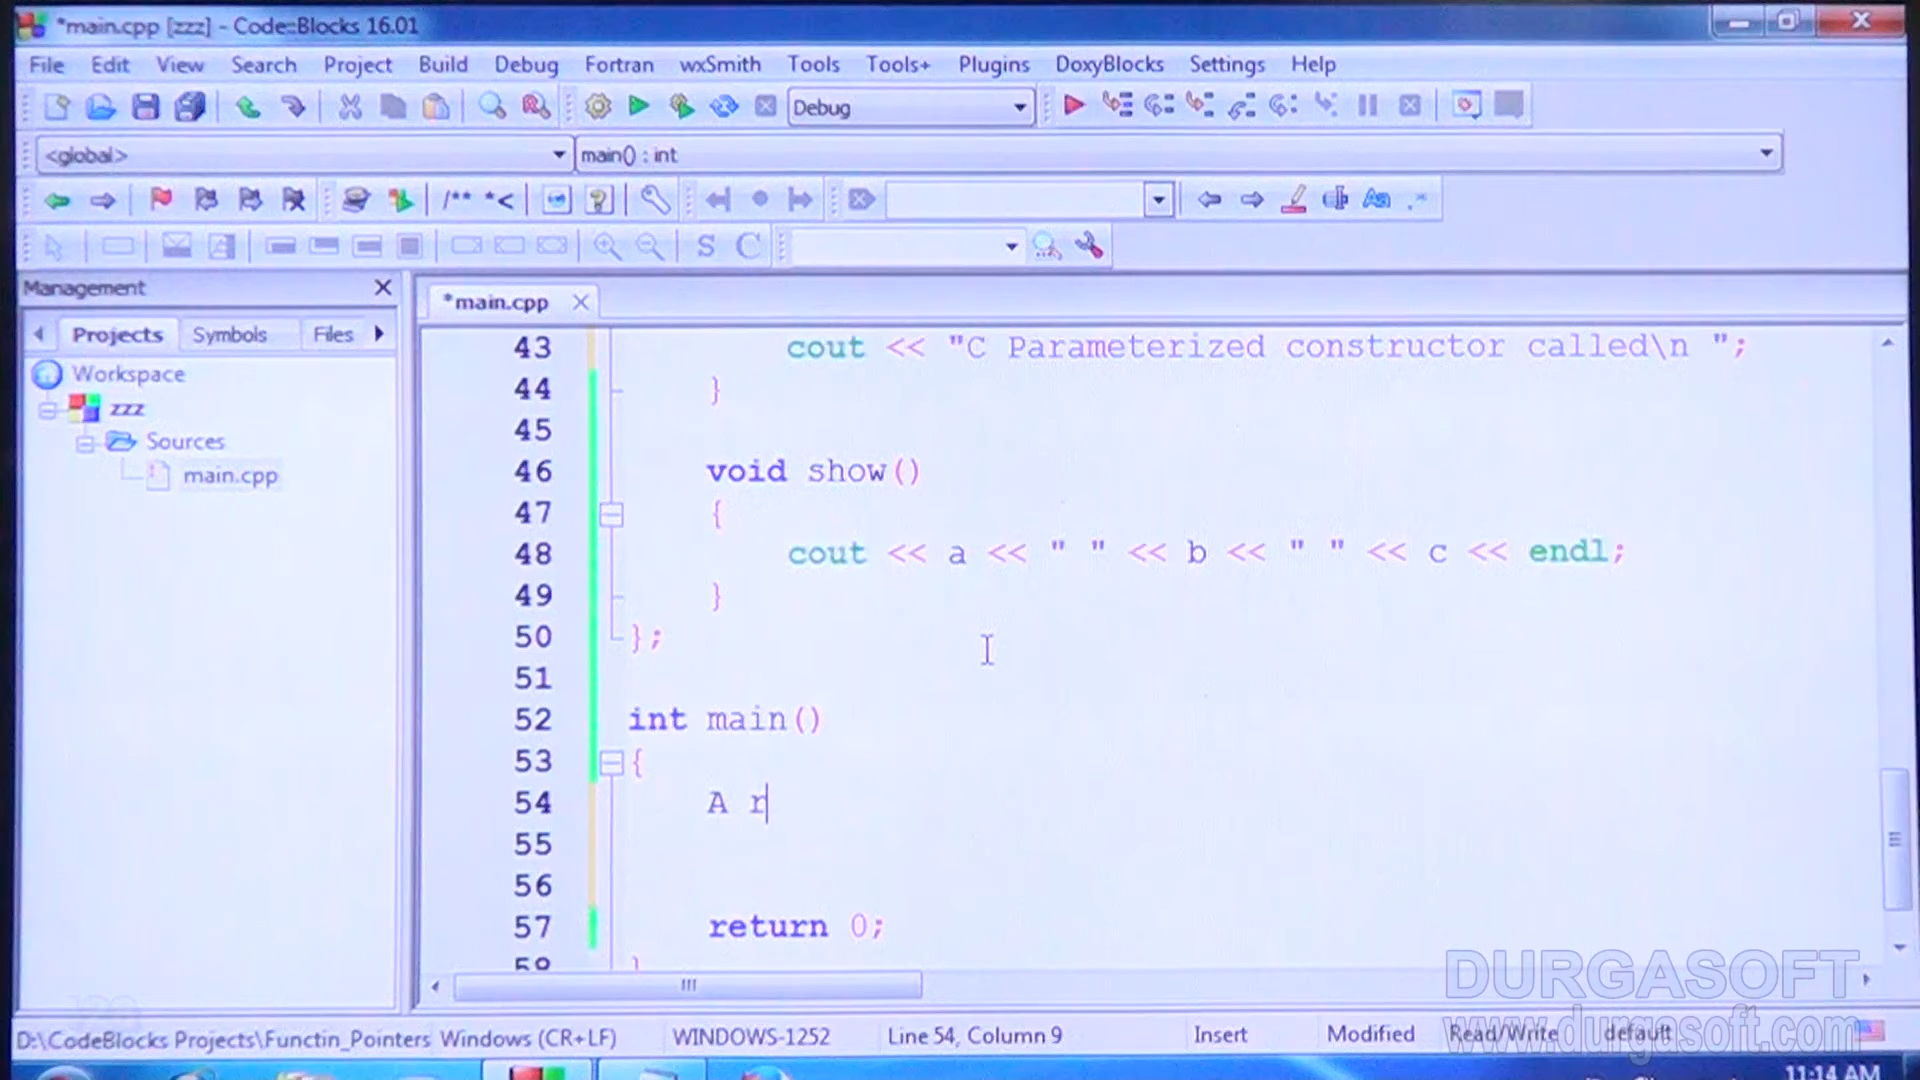 *main.cpp [zzz] - Code::Blocks 16.01
File Edit View Search Project Build Debug Fortran wxSmith Tools Tools+ Plugins DoxyBlocks Settings Help
Debug
<global> main() : int
/** *<
S C
Management
Projects Symbols Files
Workspace
zzz
Sources
main.cpp
*main.cpp
43 cout << "C Parameterized constructor called\n ";
44 }
45
46 void show()
47 {
48 cout << a << " " << b << " " << c << endl;
49 }
50 };
51
52 int main()
53 {
54 A r
55
56
57 return 0;
58 }
DURGASOFT
www.durgasoft.com
D:\CodeBlocks Projects\Functin_Pointers Windows (CR+LF) WINDOWS-1252 Line 54, Column 9 Insert Modified Read/Write default
11:14 AM